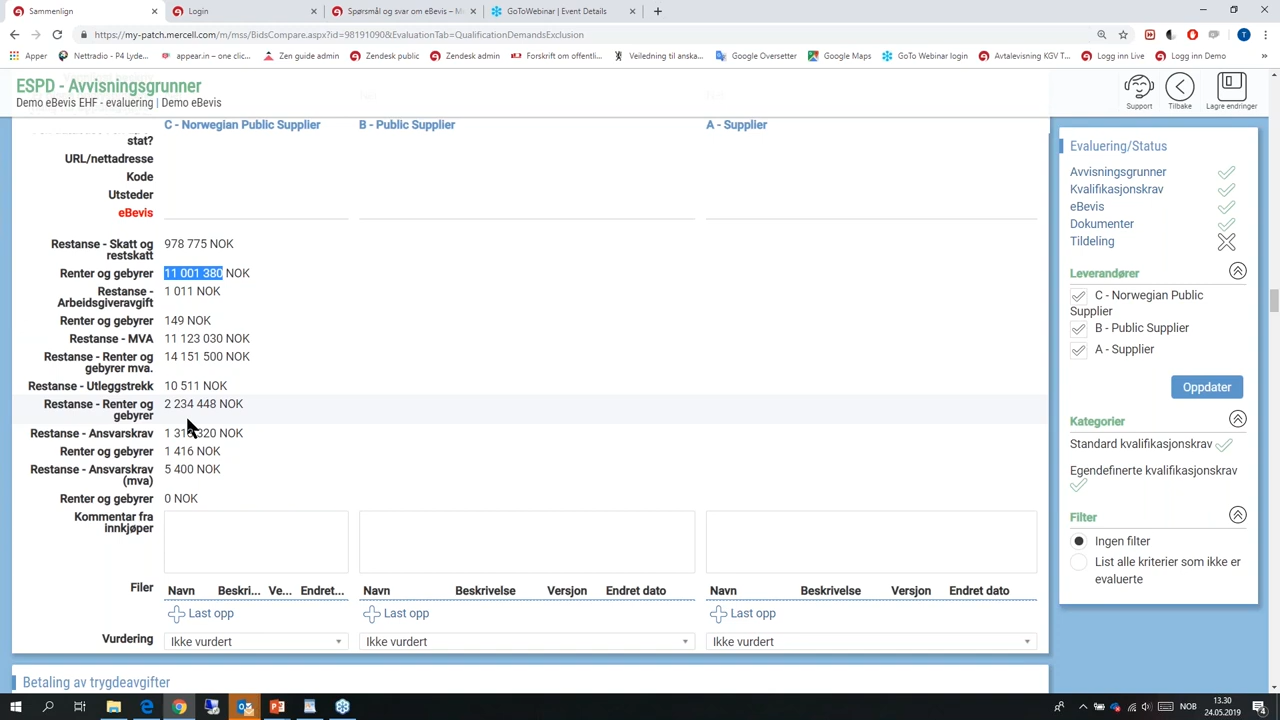 Sammenlign
Login
Spørsmål og svar om eBevis – Me
GoToWebinar | Event Details
https://my-patch.mercell.com/m/mss/BidsCompare.aspx?id=98191090&EvaluationTab=QualificationDemandsExclusion
Apper
Nettradio - P4 Lyde...
appear.in – one clic...
Zen guide admin
Zendesk public
Zendesk admin
Forskrift om offentli...
Veiledning til anska...
Google Oversetter
Google Maps
GoTo Webinar login
Avtalevisning KGV T...
Logg inn Live
Logg inn Demo
ESPD - Avvisningsgrunner
Demo eBevis EHF - evaluering | Demo eBevis
Support
Tilbake
Lagre endringer
C - Norwegian Public Supplier
B - Public Supplier
A - Supplier
stat?
URL/nettadresse
Kode
Utsteder
eBevis
Restanse - Skatt og restskatt 978 775 NOK
Renter og gebyrer 11 001 380 NOK
Restanse - Arbeidsgiveravgift 1 011 NOK
Renter og gebyrer 149 NOK
Restanse - MVA 11 123 030 NOK
Restanse - Renter og gebyrer mva. 14 151 500 NOK
Restanse - Utleggstrekk 10 511 NOK
Restanse - Renter og gebyrer 2 234 448 NOK
Restanse - Ansvarskrav 1 31 320 NOK
Renter og gebyrer 1 416 NOK
Restanse - Ansvarskrav (mva) 5 400 NOK
Renter og gebyrer 0 NOK
Kommentar fra innkjøper
Filer
Navn Beskri... Ve... Endret...
Navn Beskrivelse Versjon Endret dato
Navn Beskrivelse Versjon Endret dato
Last opp
Last opp
Last opp
Vurdering
Ikke vurdert
Ikke vurdert
Ikke vurdert
Betaling av trygdeavgifter
Evaluering/Status
Avvisningsgrunner
Kvalifikasjonskrav
eBevis
Dokumenter
Tildeling
Leverandører
C - Norwegian Public
Supplier
B - Public Supplier
A - Supplier
Oppdater
Kategorier
Standard kvalifikasjonskrav
Egendefinerte kvalifikasjonskrav
Filter
Ingen filter
List alle kriterier som ikke er
evaluerte
NOB
13.30
24.05.2019